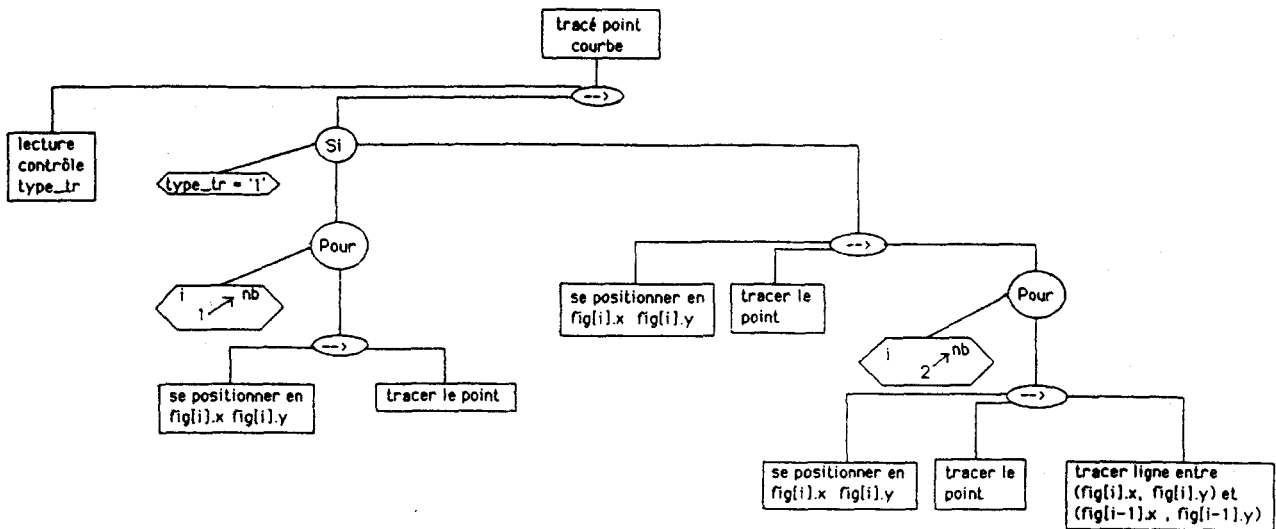 tracé point
courbe
-->
lecture
contrôle
type_tr
Si
type_tr = '1'
Pour
i
1 nb
-->
se positionner en
fig[i].x fig[i].y
tracer le point
-->
se positionner en
fig[i].x fig[i].y
tracer le
point
Pour
i
2 nb
-->
se positionner en
fig[i].x fig[i].y
tracer le
point
tracer ligne entre
(fig[i].x, fig[i].y) et
(fig[i-1].x , fig[i-1].y)